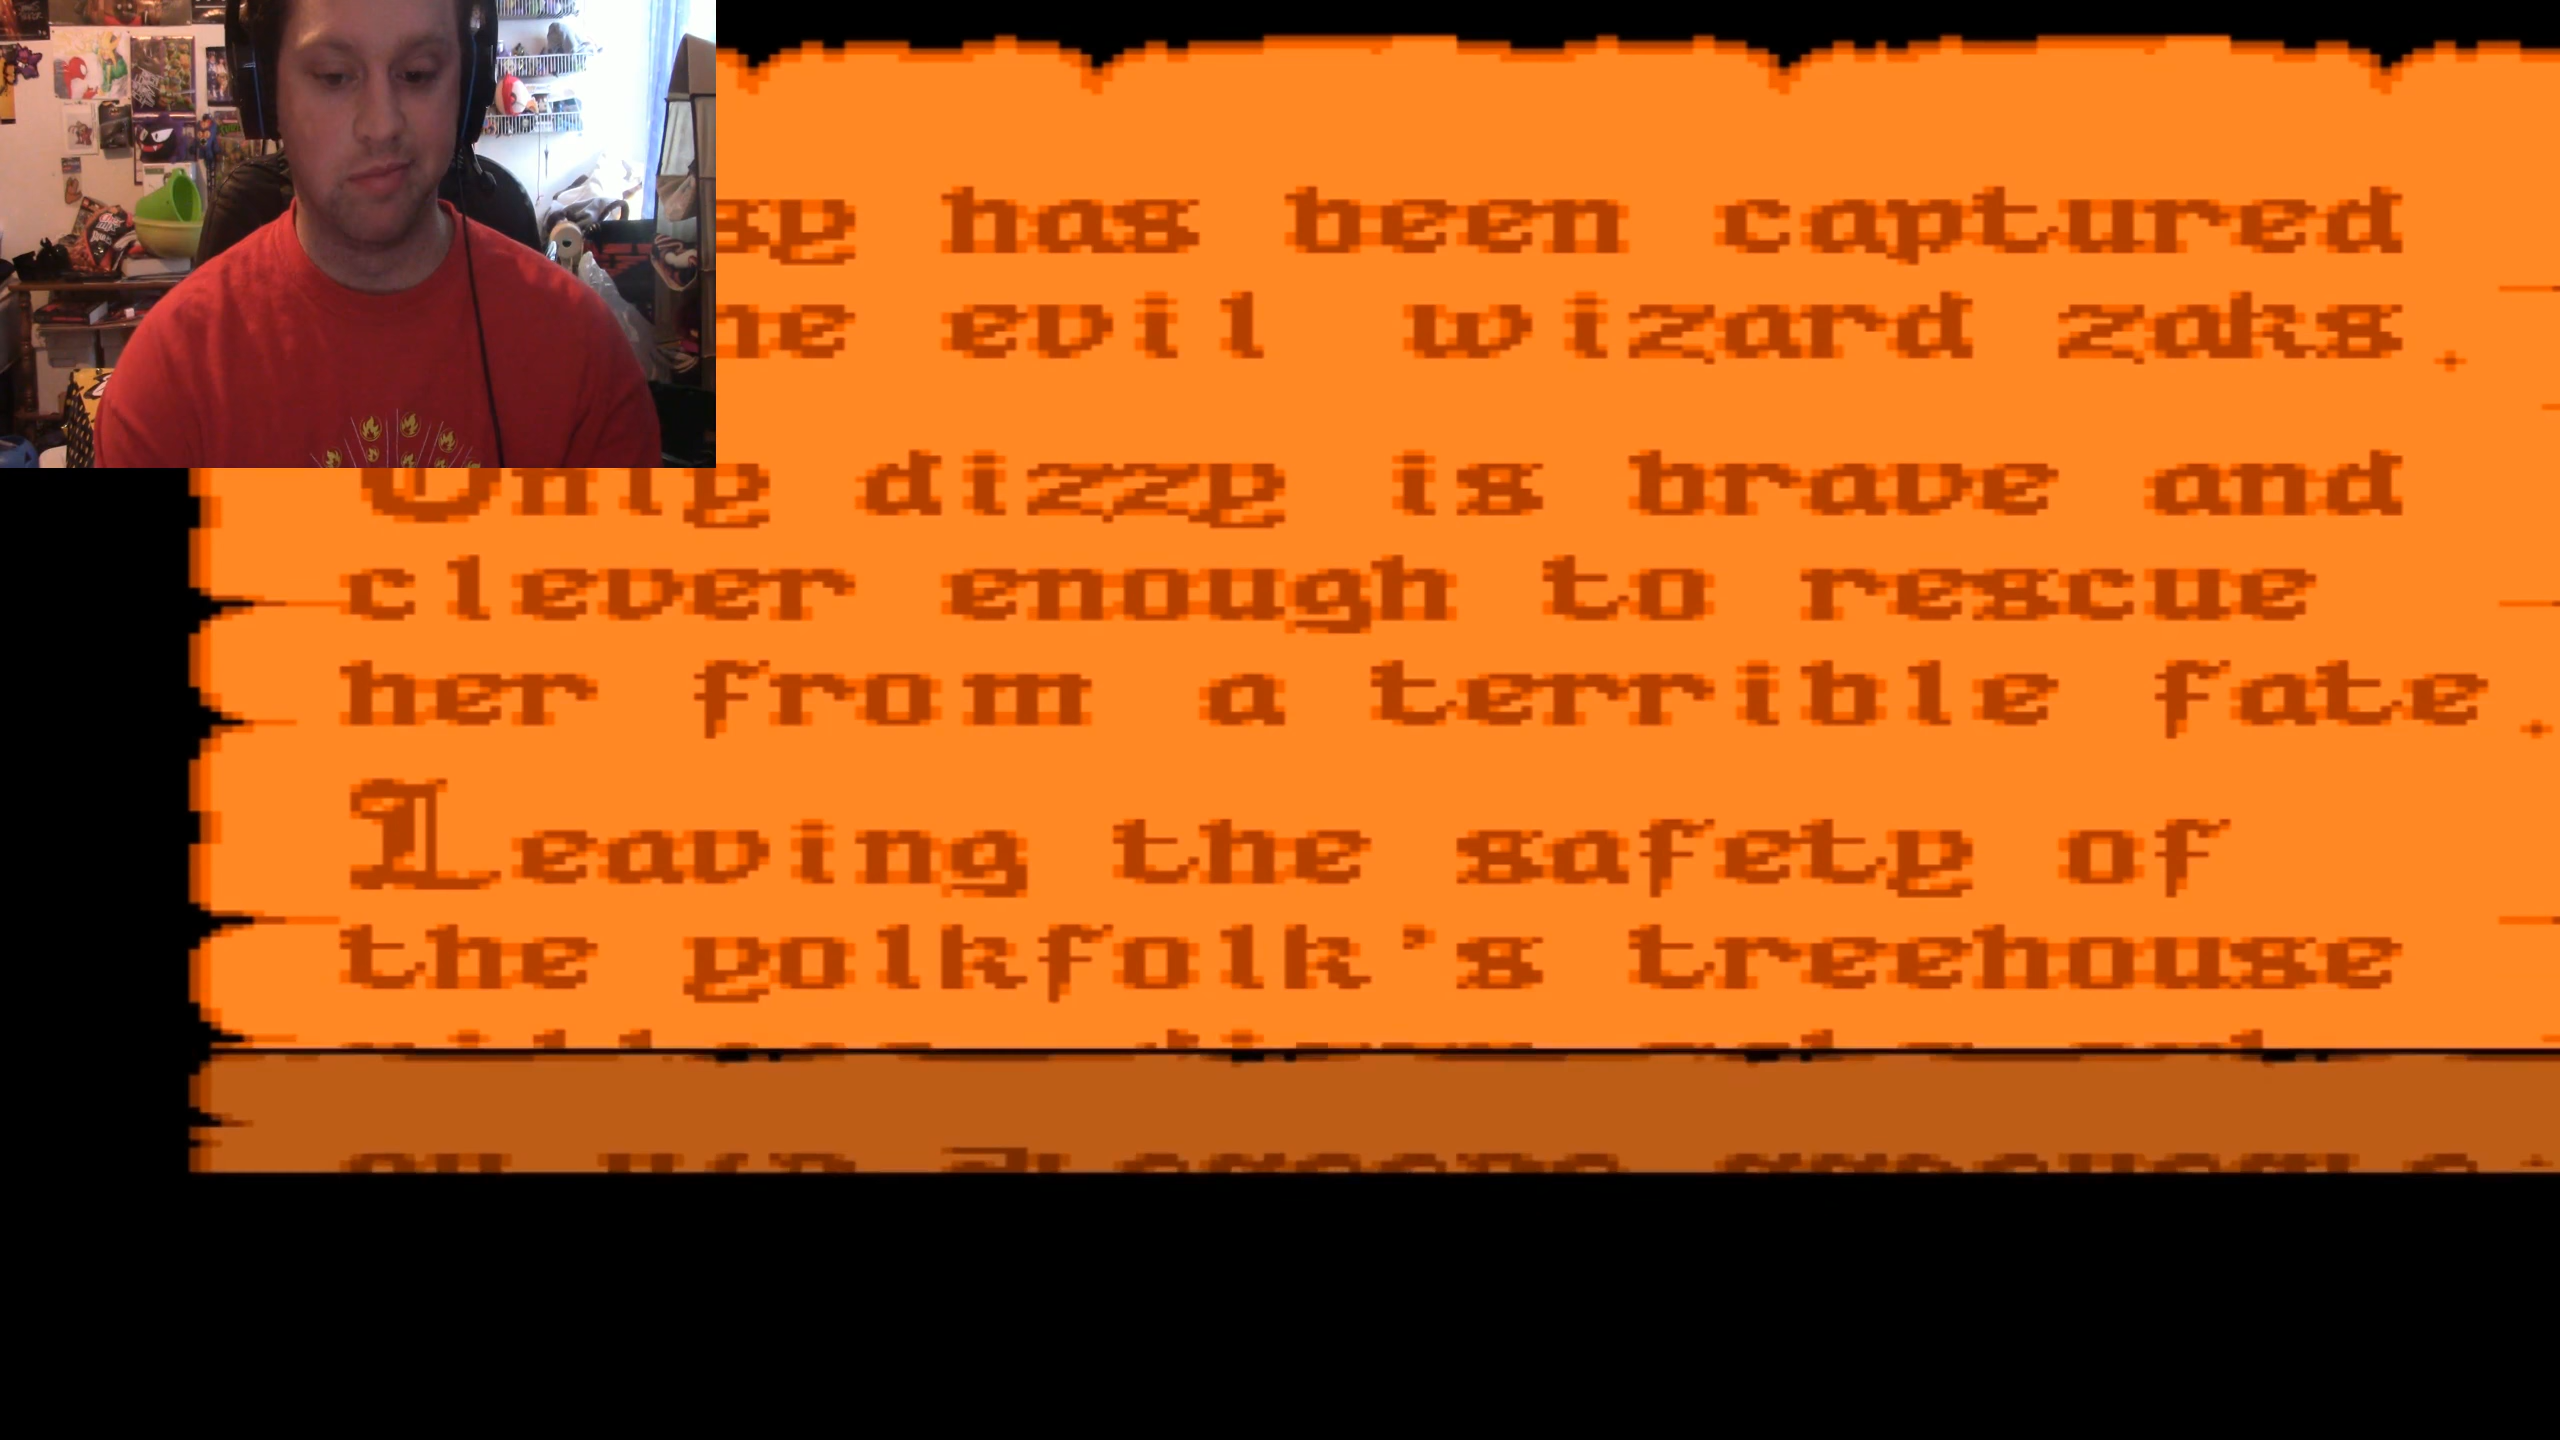 has been captured
evil wizard zaks.
Only dizzy is brave and
clever enough to rescue
her from a terrible fate.
Leaving the safety of
the yolkfolk's treehouse